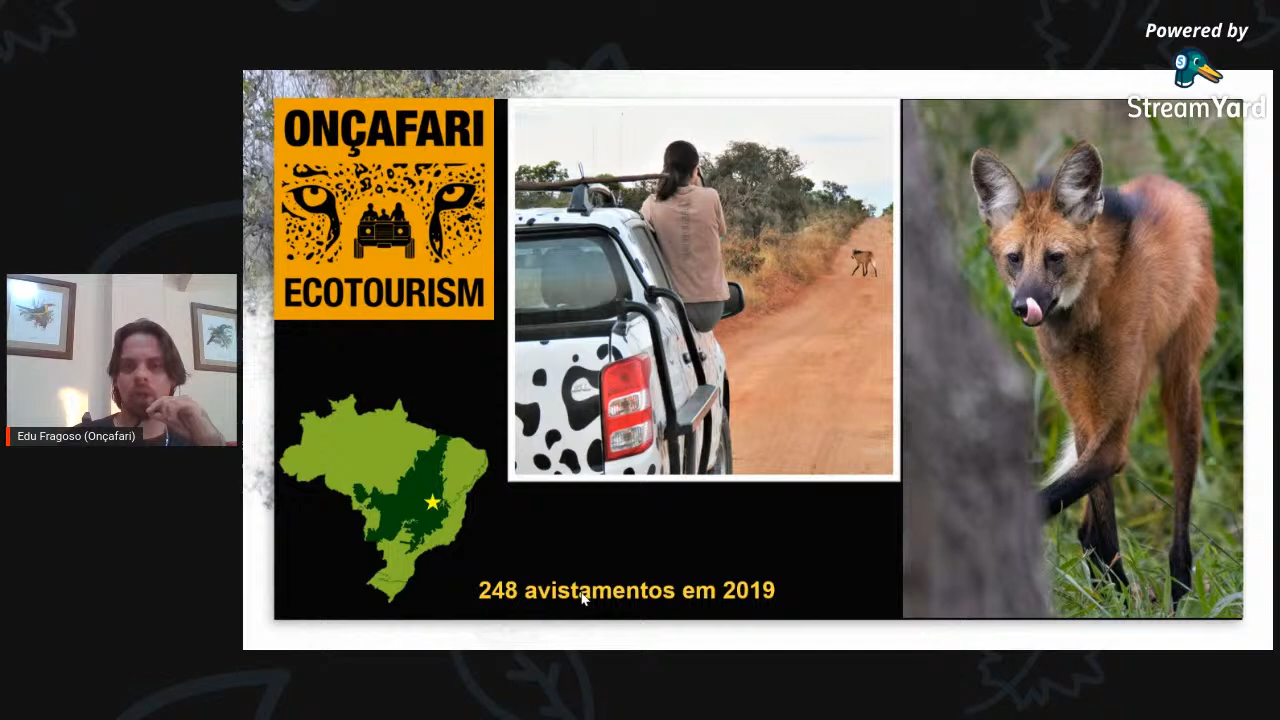 Powered by
StreamYard
ONÇAFARI
ECOTOURISM
Edu Fragoso (Onçafari)
248 avistamentos em 2019